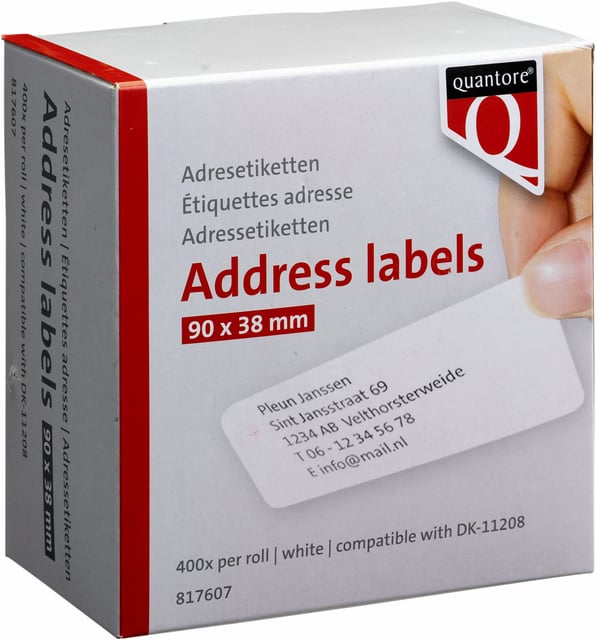 quantore®
Q
Adresetiketten
Étiquettes adresse
Adressetiketten
Address labels
90 x 38 mm
Pleun Janssen
Sint Jansstraat 69
1234 AB Velthorsterweide
T 06 - 12 34 56 78
E info@mail.nl
400x per roll | white | compatible with DK-11208
817607
Adresetiketten | Étiquettes adresse | Adressetiketten
Address labels 90 x 38 mm
400x per roll | white | compatible with DK-11208
817607